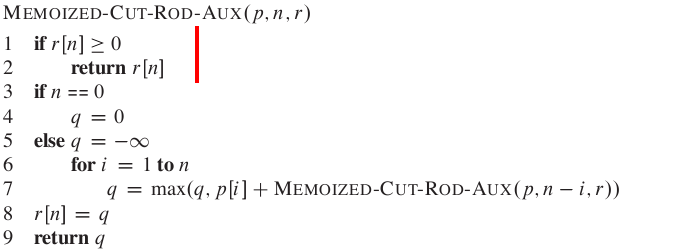 MEMOIZED-CUT-ROD-AUX(p, n, r)
1 if r[n] ≥ 0
2 return r[n]
3 if n == 0
4 q = 0
5 else q = −∞
6 for i = 1 to n
7 q = max(q, p[i] + MEMOIZED-CUT-ROD-AUX(p, n − i, r))
8 r[n] = q
9 return q